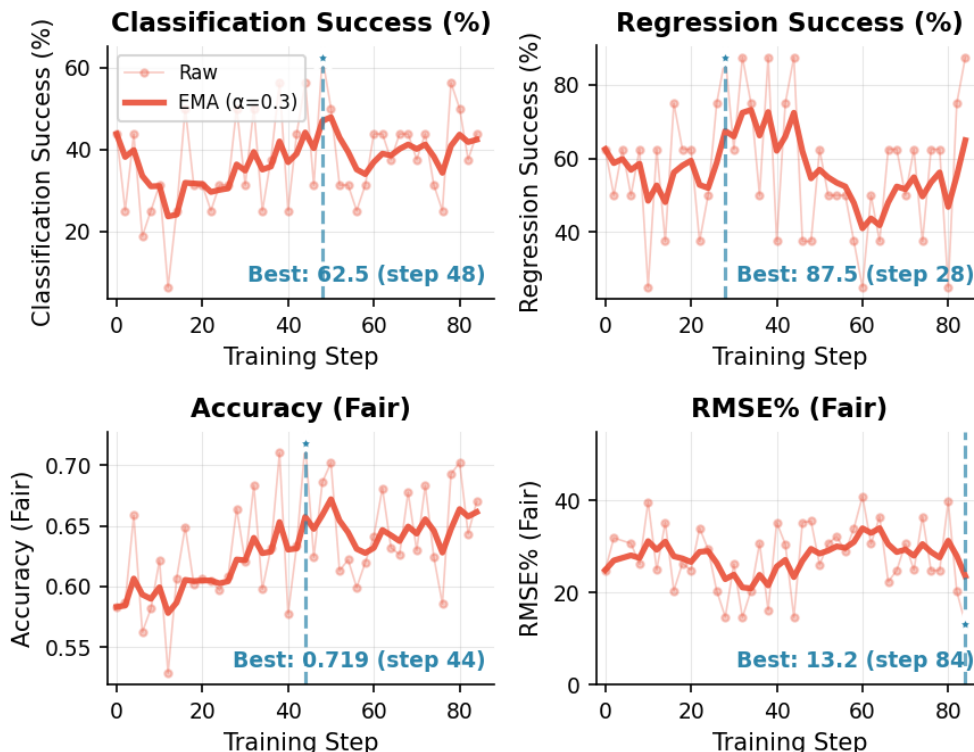 Classification Success (%)
Classification Success (%)
60
40
20
Raw
EMA (α=0.3)
Best: 62.5 (step 48)
0 20 40 60 80
Training Step
Regression Success (%)
Regression Success (%)
80
60
40
Best: 87.5 (step 28)
0 20 40 60 80
Training Step
Accuracy (Fair)
Accuracy (Fair)
0.70
0.65
0.60
0.55
Best: 0.719 (step 44)
0 20 40 60 80
Training Step
RMSE% (Fair)
RMSE% (Fair)
40
20
0
Best: 13.2 (step 84)
0 20 40 60 80
Training Step